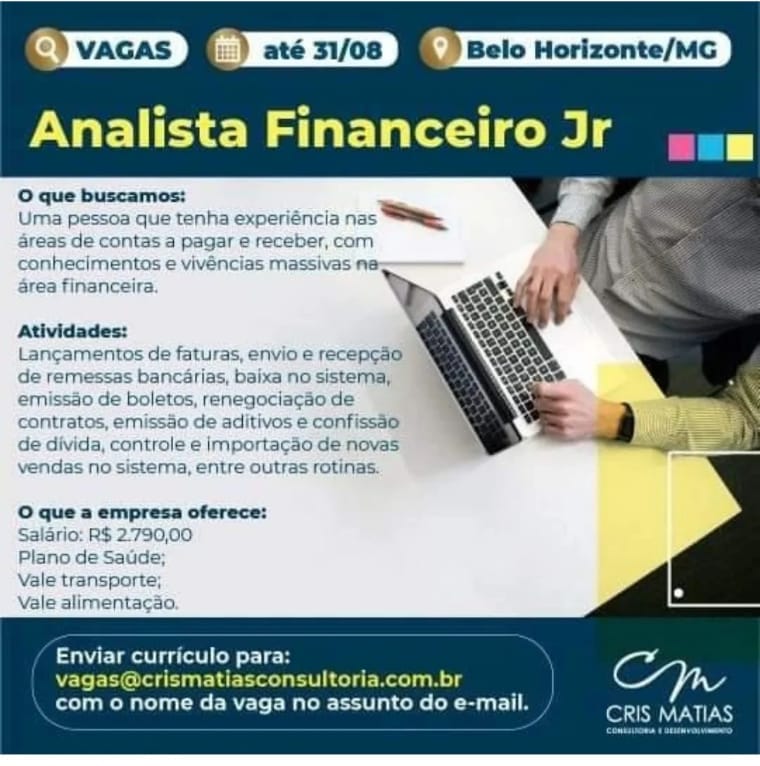 VAGAS
até 31/08
Belo Horizonte/MG
Analista Financeiro Jr
O que buscamos:
Uma pessoa que tenha experiência nas
áreas de contas a pagar e receber, com
conhecimentos e vivências massivas na
área financeira.
Atividades:
Lançamentos de faturas, envio e recepção
de remessas bancárias, baixa no sistema,
emissão de boletos, renegociação de
contratos, emissão de aditivos e confissão
de dívida, controle e importação de novas
vendas no sistema, entre outras rotinas.
O que a empresa oferece:
Salário: R$ 2.790,00
Plano de Saúde;
Vale transporte;
Vale alimentação.
Enviar currículo para:
vagas@crismatiasconsultoria.com.br
com o nome da vaga no assunto do e-mail.
cm
CRIS MATIAS
CONSULTORIA E DESENVOLVIMENTO